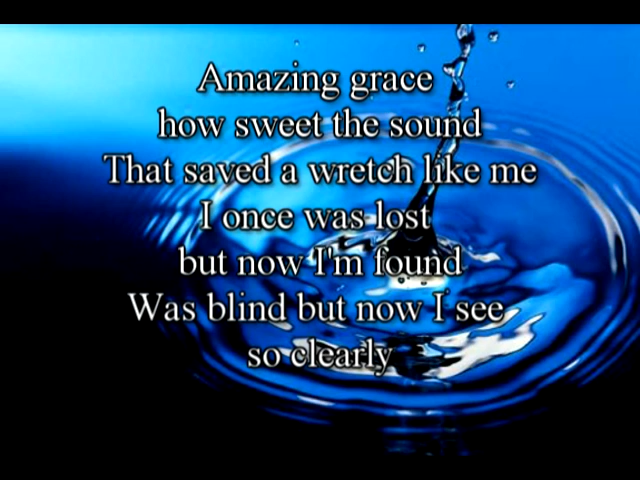 Amazing grace
how sweet the sound
That saved a wretch like me
I once was lost
but now I'm found
Was blind but now I see
so clearly